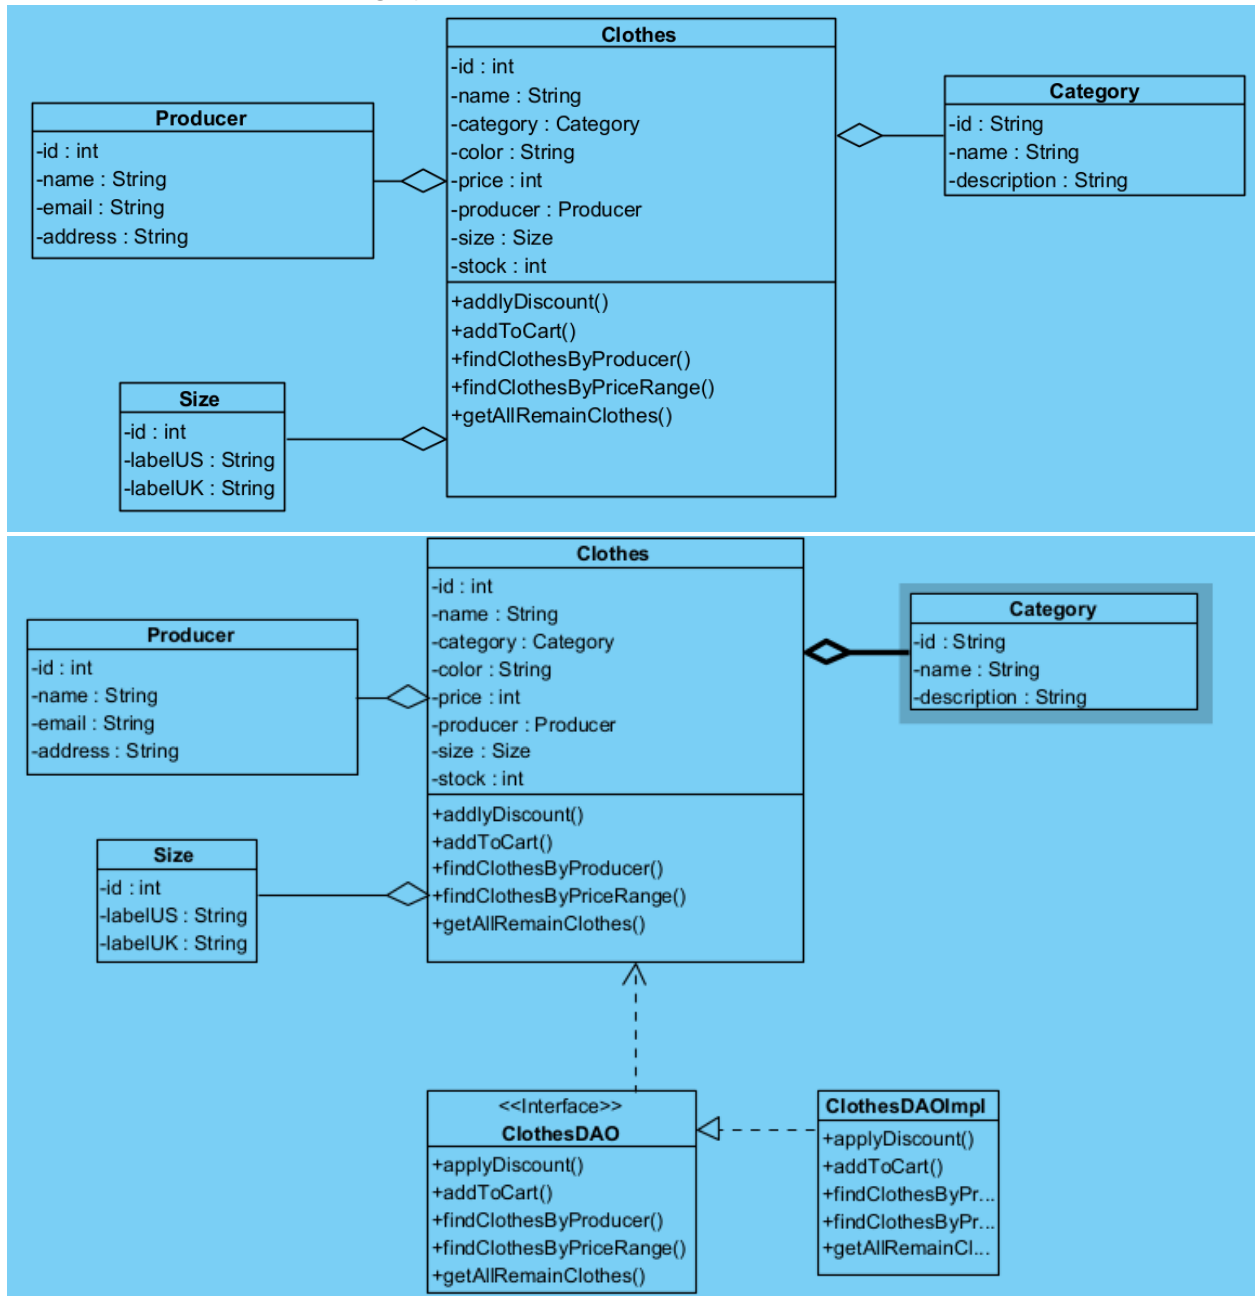 Clothes
-id : int
-name : String
-category : Category
-color : String
-price : int
-producer : Producer
-size : Size
-stock : int
+addlyDiscount()
+addToCart()
+findClothesByProducer()
+findClothesByPriceRange()
+getAllRemainClothes()
Producer
-id : int
-name : String
-email : String
-address : String
Category
-id : String
-name : String
-description : String
Size
-id : int
-labelUS : String
-labelUK : String
Clothes
-id : int
-name : String
-category : Category
-color : String
-price : int
-producer : Producer
-size : Size
-stock : int
+addlyDiscount()
+addToCart()
+findClothesByProducer()
+findClothesByPriceRange()
+getAllRemainClothes()
Producer
-id : int
-name : String
-email : String
-address : String
Category
-id : String
-name : String
-description : String
Size
-id : int
-labelUS : String
-labelUK : String
<<Interface>>
ClothesDAO
+applyDiscount()
+addToCart()
+findClothesByProducer()
+findClothesByPriceRange()
+getAllRemainClothes()
ClothesDAOImpl
+applyDiscount()
+addToCart()
+findClothesByPr...
+findClothesByPr...
+getAllRemainCl...